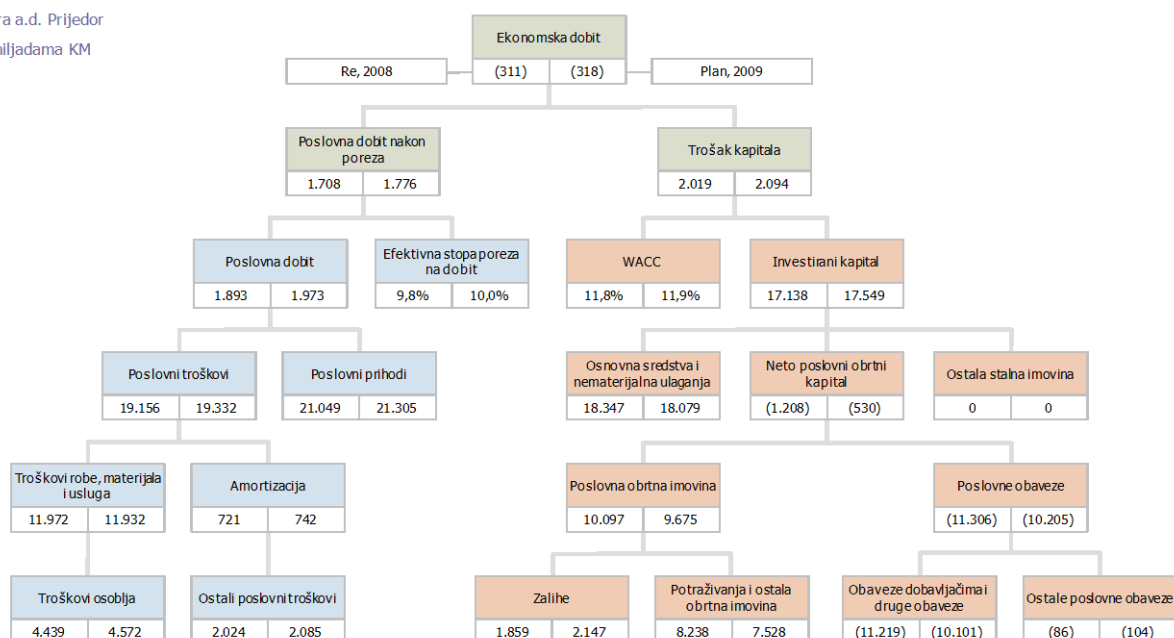 ra a.d. Prijedor
niljadama KM
Ekonomska dobit
Re, 2008 (311) (318) Plan, 2009
Poslovna dobit nakon
poreza
Trošak kapitala
1.708 1.776 2.019 2.094
Poslovna dobit
Efektivna stopa poreza
na dobit
WACC
Investirani kapital
1.893 1.973 9,8% 10,0% 11,8% 11,9% 17.138 17.549
Poslovni troškovi
Poslovni prihodi
Osnovna sredstva i
nematerijalna ulaganja
Neto poslovni obrtni
kapital
Ostala stalna imovina
19.156 19.332 21.049 21.305 18.347 18.079 (1.208) (530) 0 0
Troškovi robe, materijala
i usluga
Amortizacija
Poslovna obrtna imovina
Poslovne obaveze
11.972 11.932 721 742 10.097 9.675 (11.306) (10.205)
Troškovi osoblja
Ostali poslovni troškovi
Zalihe
Potraživanja i ostala
obrtna imovina
Obaveze dobavljačima i
druge obaveze
Ostale poslovne obaveze
4.439 4.572 2.024 2.085 1.859 2.147 8.238 7.528 (11.219) (10.101) (86) (104)